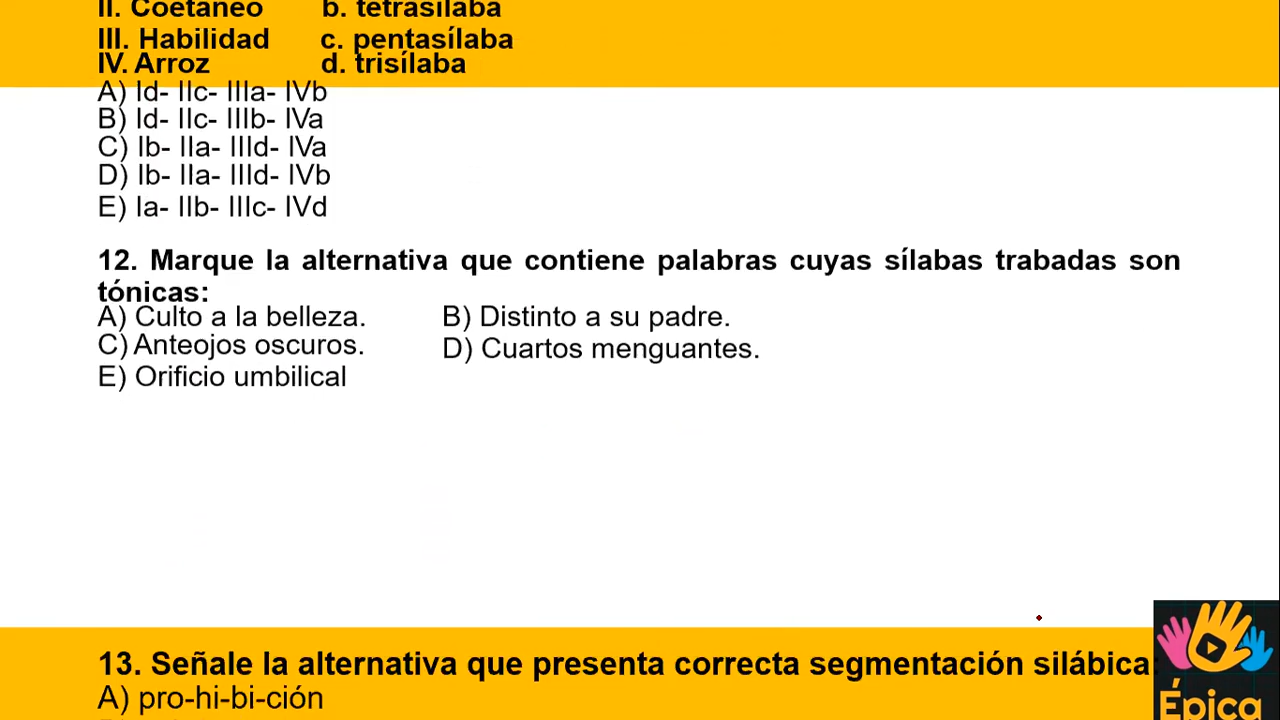 II. Coetáneo b. tetrasílaba
III. Habilidad c. pentasílaba
IV. Arroz d. trisílaba
A) Id- IIc- IIIa- IVb
B) Id- IIc- IIIb- IVa
C) Ib- IIa- IIId- IVa
D) Ib- IIa- IIId- IVb
E) Ia- IIb- IIIc- IVd
12. Marque la alternativa que contiene palabras cuyas sílabas trabadas son
tónicas:
A) Culto a la belleza. B) Distinto a su padre.
C) Anteojos oscuros. D) Cuartos menguantes.
E) Orificio umbilical
13. Señale la alternativa que presenta correcta segmentación silábica:
A) pro-hi-bi-ción
Épica